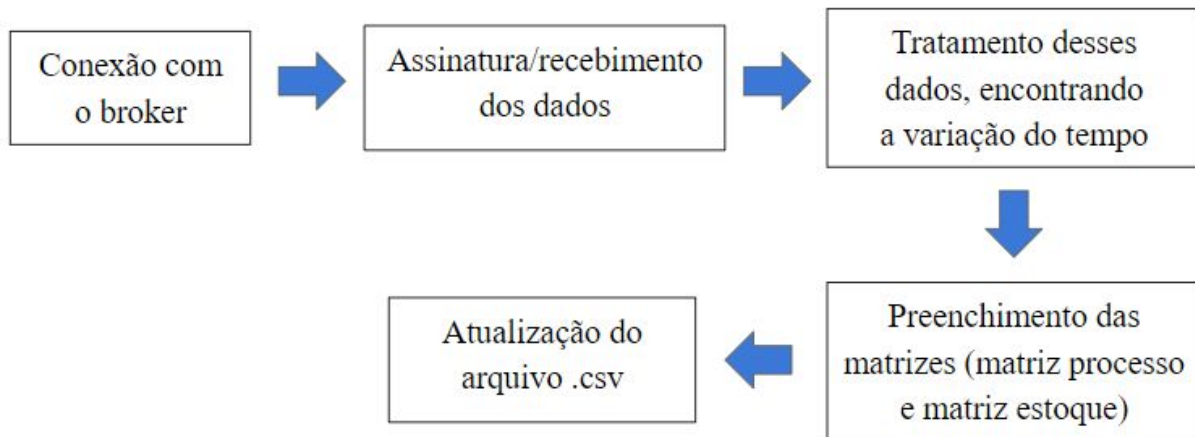 Conexão com
o broker
Assinatura/recebimento
dos dados
Tratamento desses
dados, encontrando
a variação do tempo
Preenchimento das
matrizes (matriz processo
e matriz estoque)
Atualização do
arquivo .csv